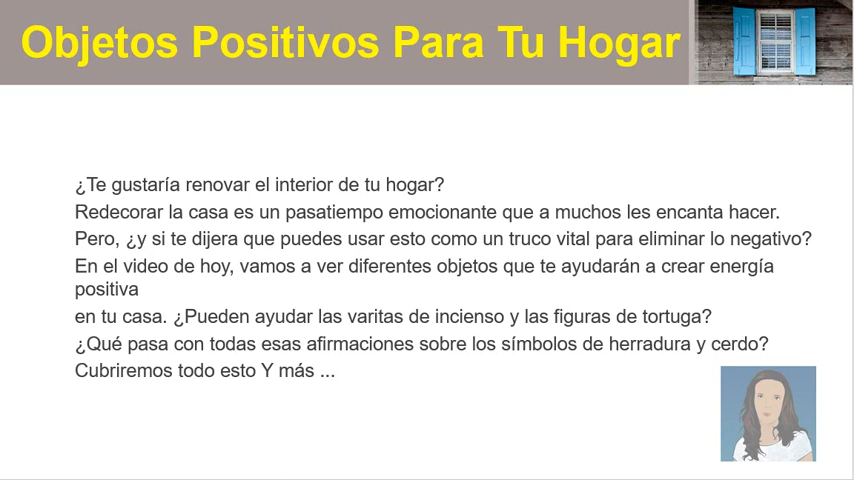 Objetos Positivos Para Tu Hogar
¿Te gustaría renovar el interior de tu hogar?
Redecorar la casa es un pasatiempo emocionante que a muchos les encanta hacer.
Pero, ¿y si te dijera que puedes usar esto como un truco vital para eliminar lo negativo?
En el video de hoy, vamos a ver diferentes objetos que te ayudarán a crear energía
positiva
en tu casa. ¿Pueden ayudar las varitas de incienso y las figuras de tortuga?
¿Qué pasa con todas esas afirmaciones sobre los símbolos de herradura y cerdo?
Cubriremos todo esto Y más ...